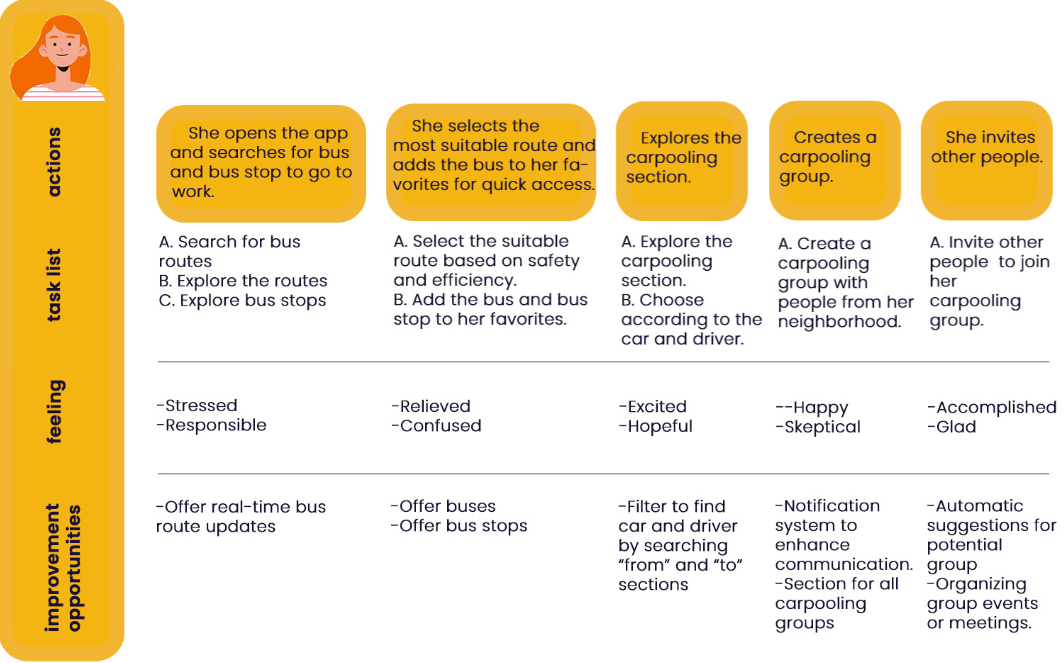 actions
She opens the app
and searches for bus
and bus stop to go to
work.
She selects the
most suitable route and
adds the bus to her fa-
vorites for quick access.
Explores the
carpooling
section.
Creates a
carpooling
group.
She invites
other people.
task list
A. Search for bus
routes
B. Explore the routes
C. Explore bus stops
A. Select the suitable
route based on safety
and efficiency.
B. Add the bus and bus
stop to her favorites.
A. Explore the
carpooling
section.
B. Choose
according to the
car and driver.
A. Create a
carpooling
group with
people from her
neighborhood.
A. Invite other
people to join
her
carpooling
group.
feeling
-Stressed
-Responsible
-Relieved
-Confused
-Excited
-Hopeful
--Happy
-Skeptical
-Accomplished
-Glad
improvement
opportunities
-Offer real-time bus
route updates
-Offer buses
-Offer bus stops
-Filter to find
car and driver
by searching
"from" and "to"
sections
-Notification
system to
enhance
communication.
-Section for all
carpooling
groups
-Automatic
suggestions for
potential
group
-Organizing
group events
or meetings.